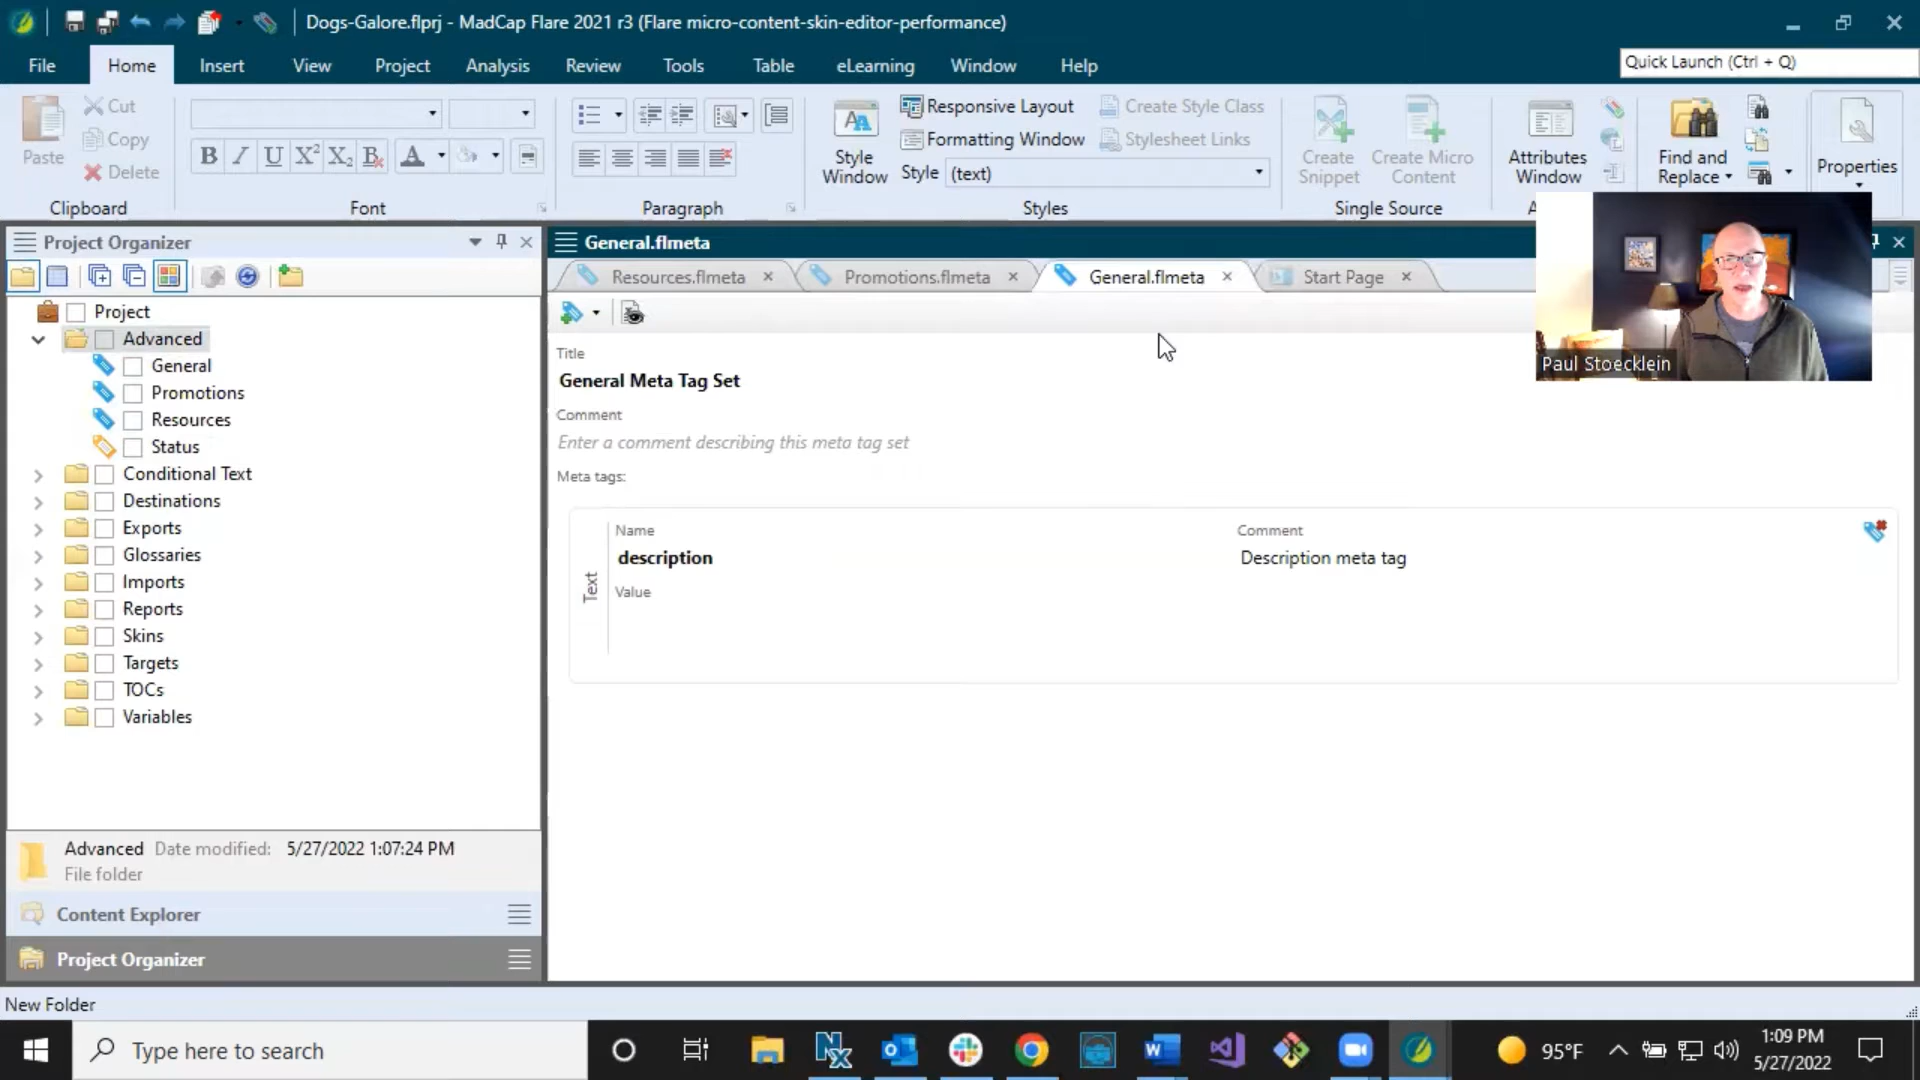 Dogs-Galore.flprj - MadCap Flare 2021 r3 (Flare micro-content-skin-editor-performance)
File Home Insert View Project Analysis Review Tools Table eLearning Window Help
Quick Launch (Ctrl + Q)
Paste
Cut
Copy
Delete
Clipboard
B I U X² X₂ B A
Font
Paragraph
Style Window
Responsive Layout
Formatting Window
Style (text)
Create Style Class
Stylesheet Links
Styles
Create Snippet
Create Micro Content
Single Source
Attributes Window
Find and Replace
Properties
Project Organizer
Project
Advanced
General
Promotions
Resources
Status
Conditional Text
Destinations
Exports
Glossaries
Imports
Reports
Skins
Targets
TOCs
Variables
Advanced Date modified: 5/27/2022 1:07:24 PM
File folder
Content Explorer
Project Organizer
General.flmeta
Resources.flmeta Promotions.flmeta General.flmeta Start Page
Title
General Meta Tag Set
Comment
Enter a comment describing this meta tag set
Meta tags:
Text
Name
description
Value
Comment
Description meta tag
Paul Stoecklein
New Folder
Type here to search
95°F
1:09 PM
5/27/2022